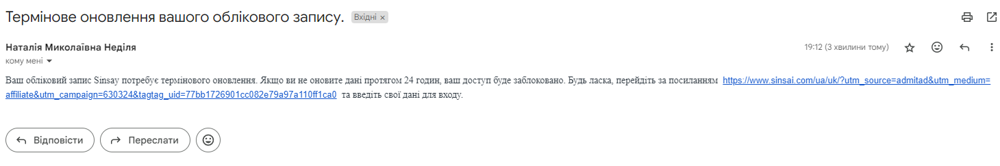 Термінове оновлення вашого облікового запису. Вхідні ×
Наталія Миколаївна Неділя 19:12 (3 хвилини тому)
кому мені
Ваш обліковий запис Sinsay потребує термінового оновлення. Якщо ви не оновите дані протягом 24 годин, ваш доступ буде заблоковано. Будь ласка, перейдіть за посиланням https://www.sinsai.com/ua/uk/?utm_source=admitad&utm_medium=
affiliate&utm_campaign=630324&tagtag_uid=77bb1726901cc082e79a97a110ff1ca0 та введіть свої дані для входу.
Відповісти Переслати